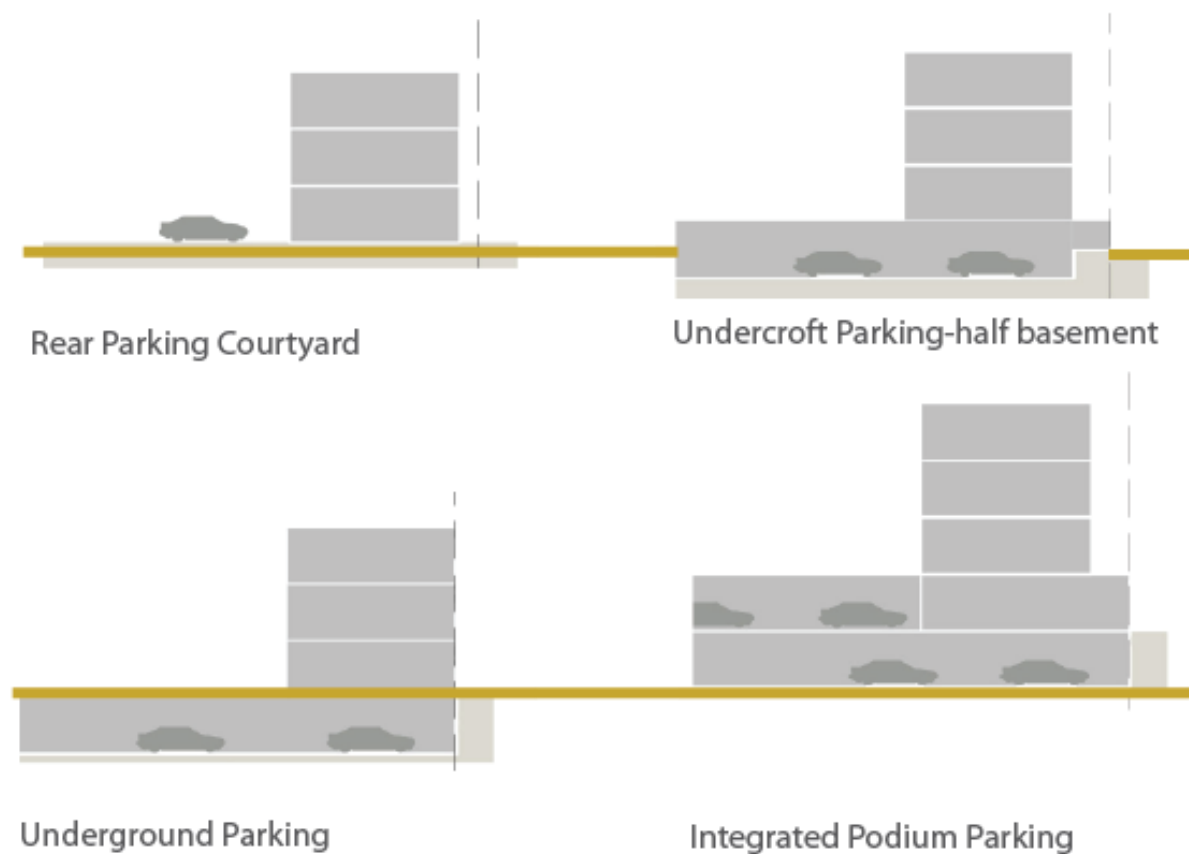 Rear Parking Courtyard
Undercroft Parking-half basement
Underground Parking
Integrated Podium Parking